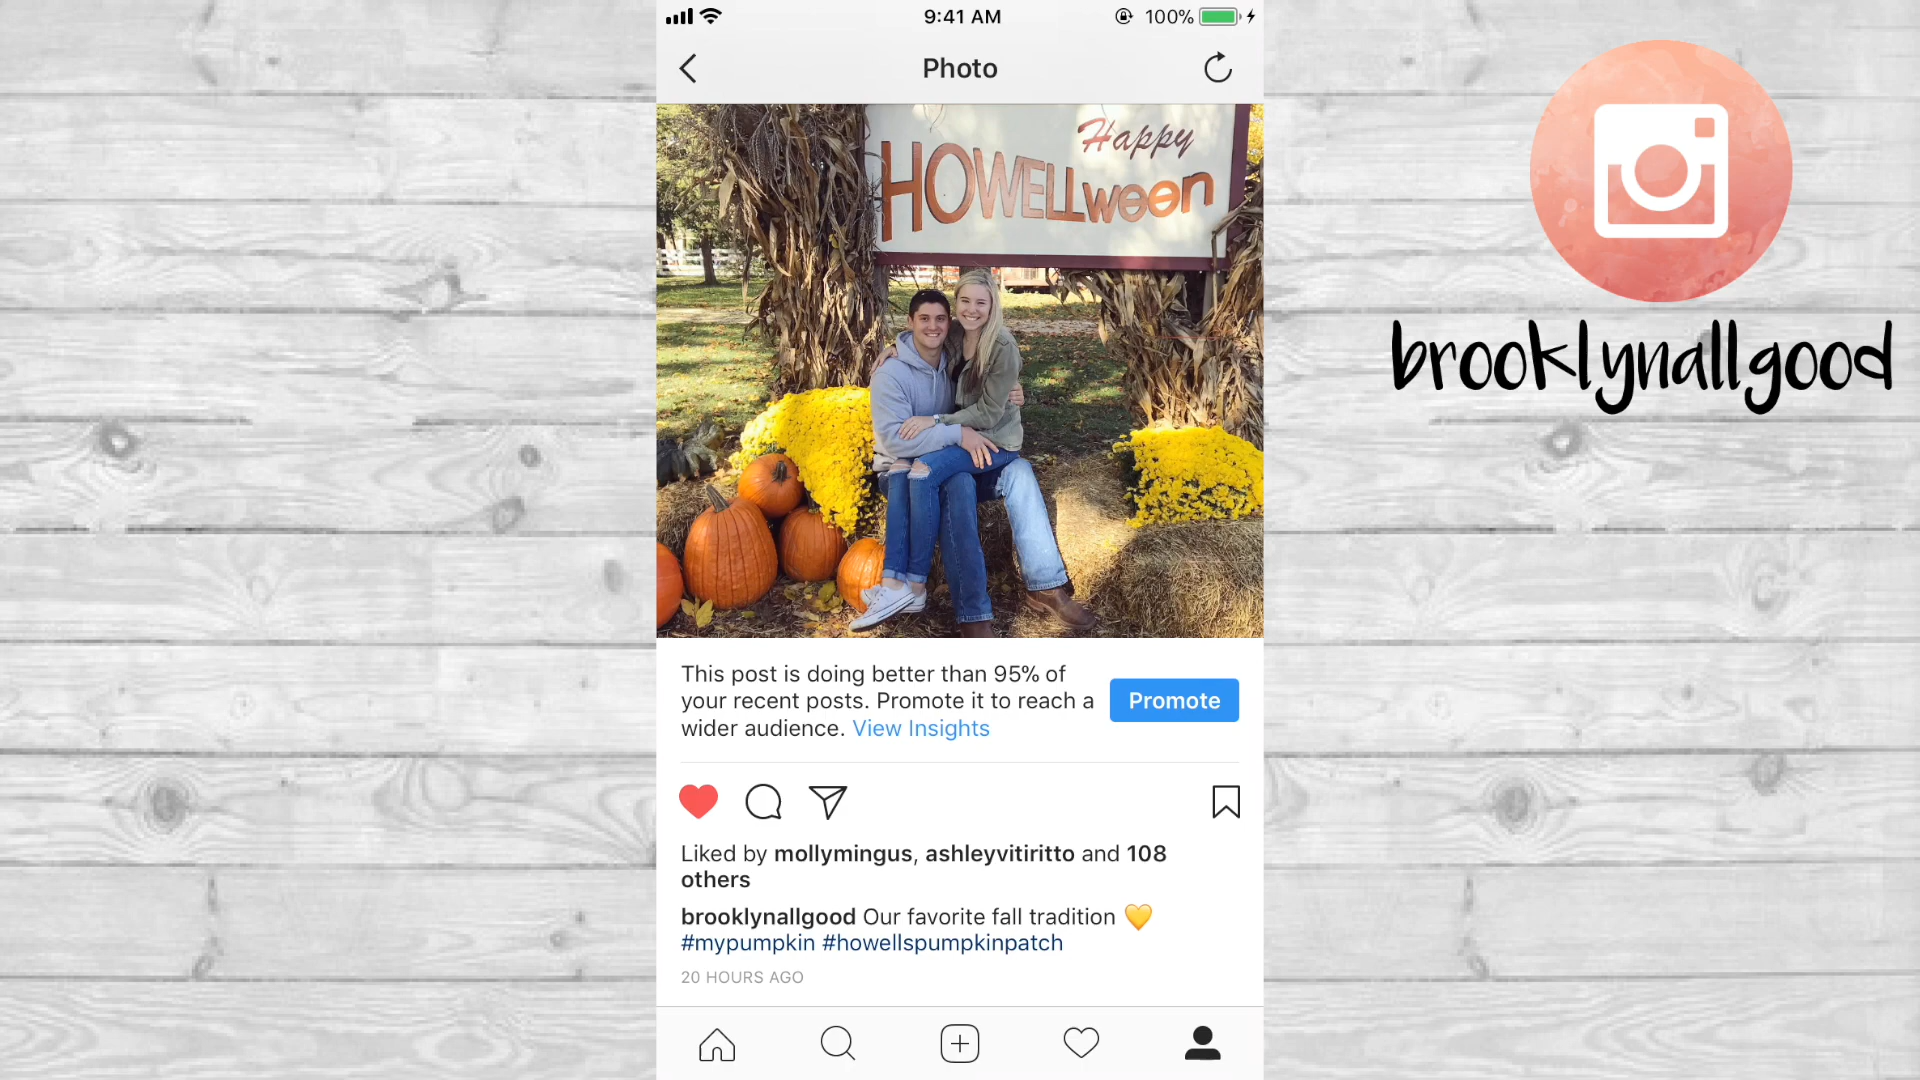 9:41 AM
100%
Photo
Happy
HOWELLween
This post is doing better than 95% of
your recent posts. Promote it to reach a
wider audience. View Insights
Promote
Liked by mollymingus, ashleyvitiritto and 108
others
brooklynallgood Our favorite fall tradition 💛
#mypumpkin #howellspumpkinpatch
20 HOURS AGO
brooklynallgood